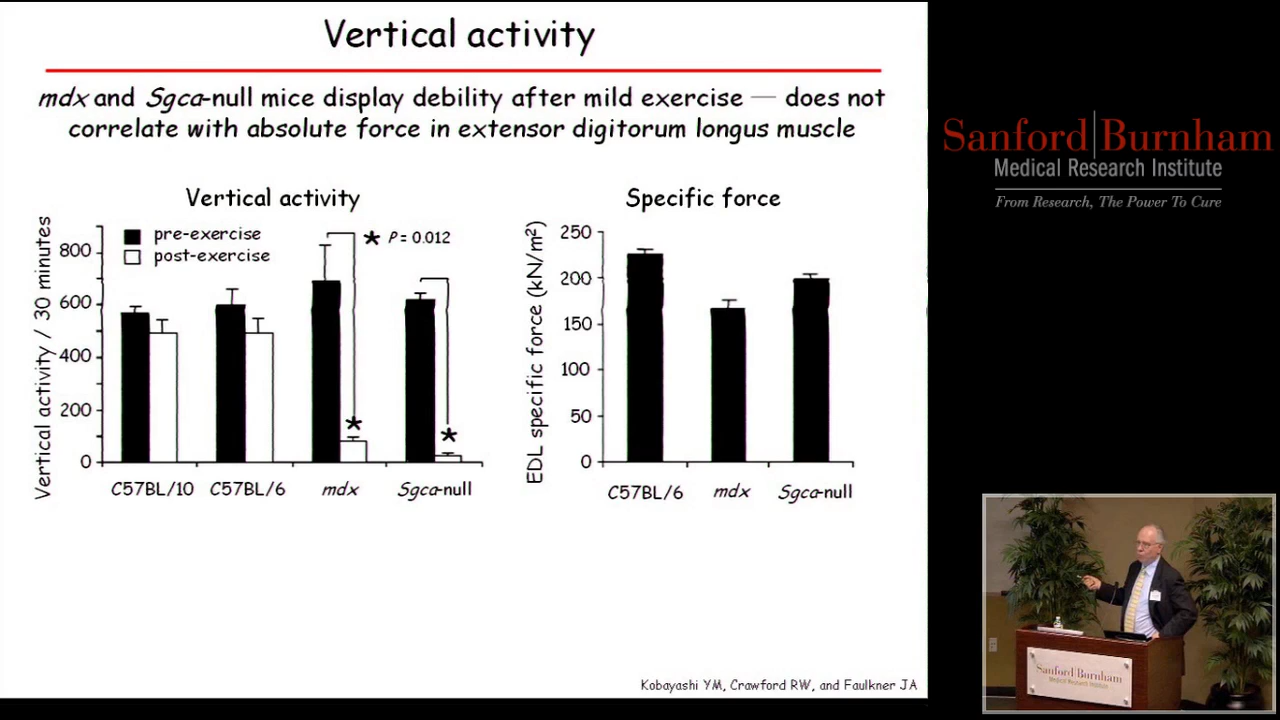 Vertical activity
mdx and Sgca-null mice display debility after mild exercise — does not
correlate with absolute force in extensor digitorum longus muscle
Vertical activity
Vertical activity / 30 minutes
800
600
400
200
0
pre-exercise
post-exercise
* P = 0.012
*
*
C57BL/10 C57BL/6 mdx Sgca-null
Specific force
EDL specific force (kN/m²)
250
200
150
100
50
0
C57BL/6 mdx Sgca-null
Kobayashi YM, Crawford RW, and Faulkner JA
Sanford|Burnham
Medical Research Institute
From Research, The Power To Cure
Sanford Burnham
Medical Research Institute